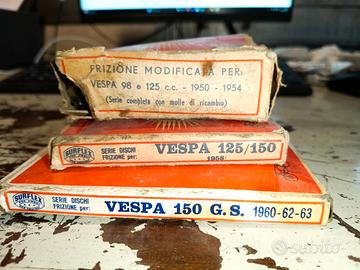 FRIZIONE MODIFICATA PER:
VESPA 98 e 125 c.c. - 1950 - 1954
(Serie completa con molle di ricambio)
SURFLEX
SERIE DISCHI
FRIZIONE per:
VESPA 125/150
1958
SURFLEX
SERIE DISCHI
FRIZIONE per:
VESPA 150 G.S. 1960-62-63
subito